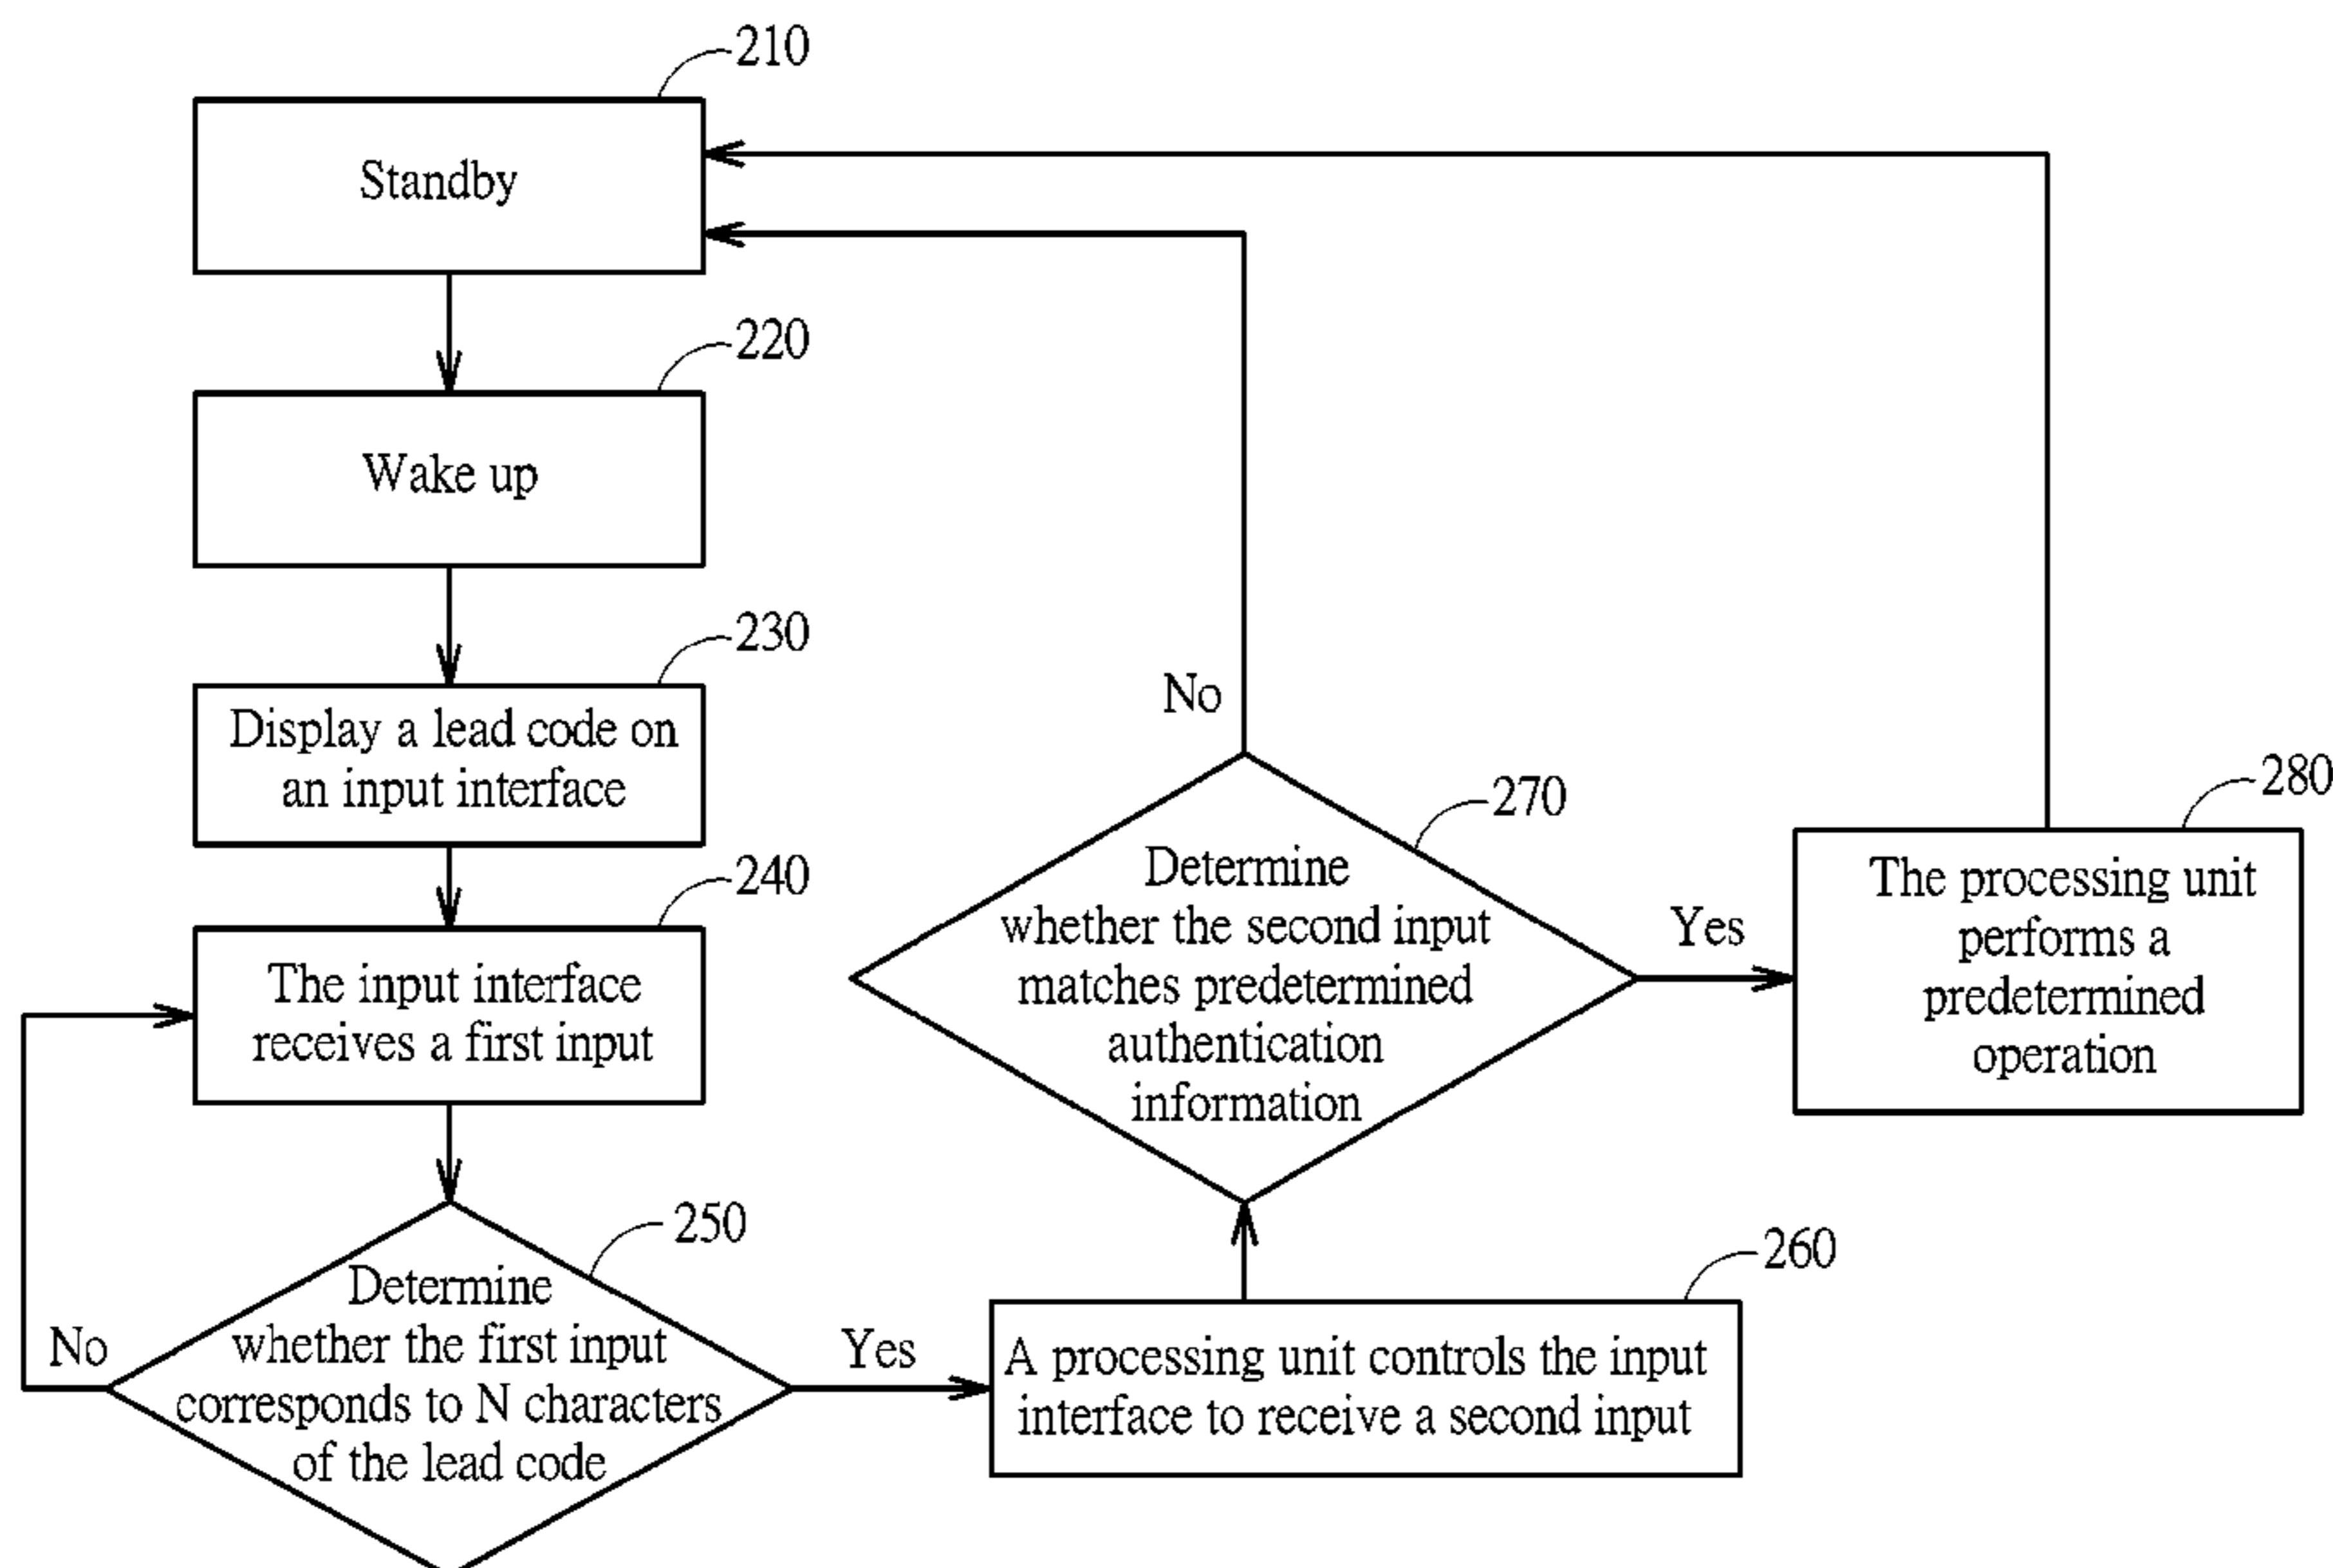 210
Standby
220
Wake up
230
Display a lead code on
an input interface
240
The input interface
receives a first input
250
Determine
whether the first input
corresponds to N characters
of the lead code
No
Yes
260
A processing unit controls the input
interface to receive a second input
270
Determine
whether the second input
matches predetermined
authentication
information
No
Yes
280
The processing unit
performs a
predetermined
operation